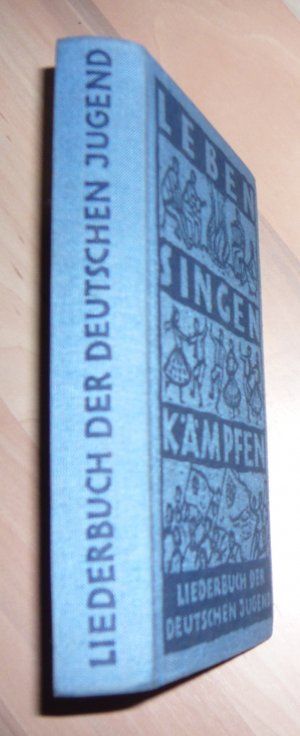 LIEDERBUCH DER DEUTSCHEN JUGEND
LEBEN
SINGEN
KÄMPFEN
LIEDERBUCH DER
DEUTSCHEN JUGEND